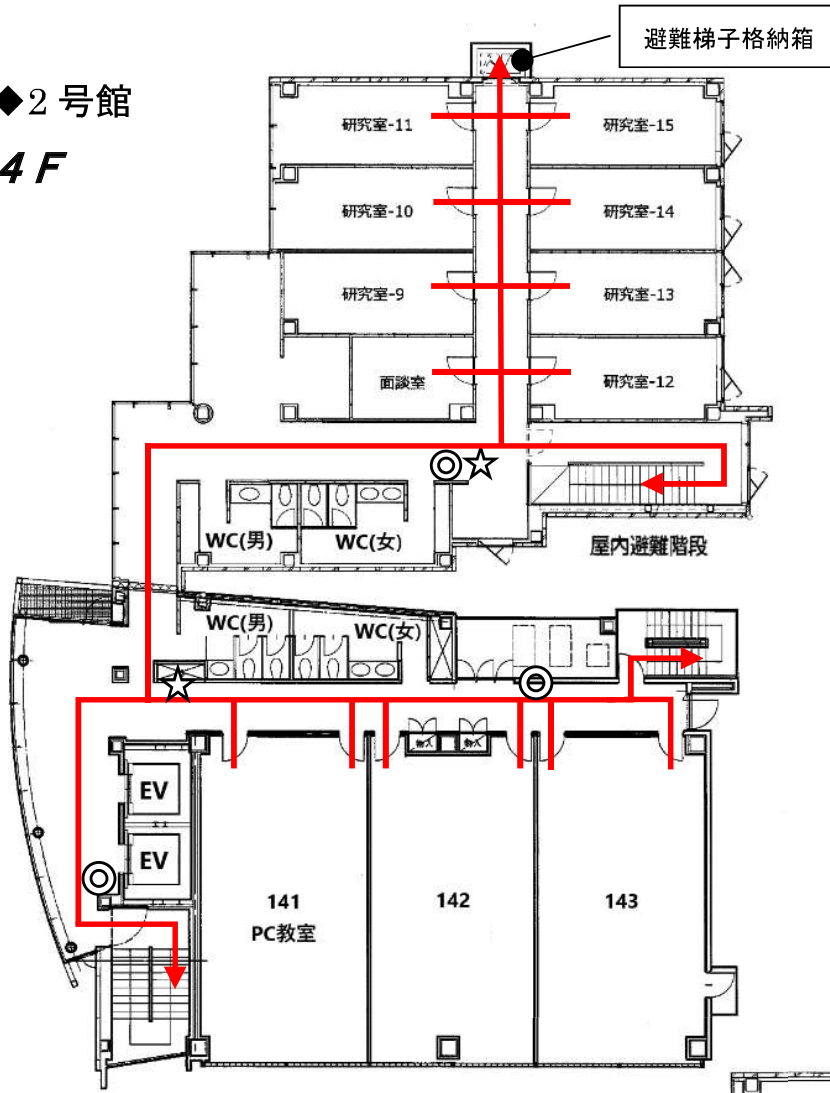 避難梯子格納箱
◆2 号館
4 F
研究室-11
研究室-15
研究室-10
研究室-14
研究室-9
研究室-13
面談室
研究室-12
WC(男)
WC(女)
屋内避難階段
WC(男)
WC(女)
EV
EV
141
PC教室
142
143